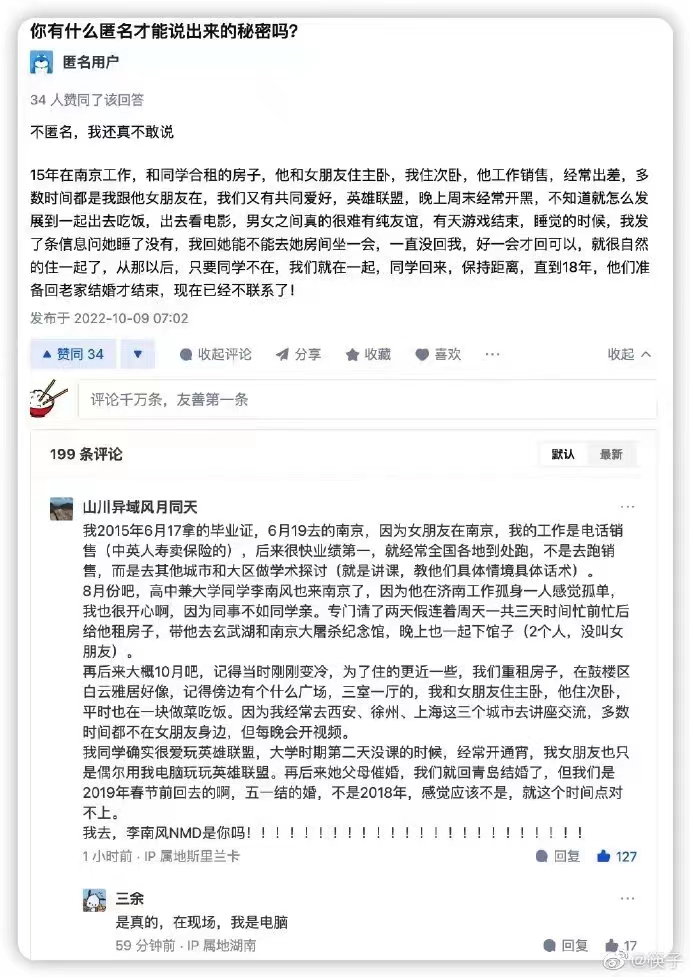 你有什么匿名才能说出来的秘密吗?
匿名用户
34 人赞同了该回答
不匿名，我还真不敢说
15年在南京工作，和同学合租的房子，他和女朋友住主卧，我住次卧，他工作销售，经常出差，多
数时间都是我跟他女朋友在，我们又有共同爱好，英雄联盟，晚上周末经常开黑，不知道就怎么发
展到一起出去吃饭，出去看电影，男女之间真的很难有纯友谊，有天游戏结束，睡觉的时候，我发
了条信息问她睡了没有，我回她能不能去她房间坐一会，一直没回我，好一会才回可以，就很自然
的住一起了，从那以后，只要同学不在，我们就在一起，同学回来，保持距离，直到18年，他们准
备回老家结婚才结束，现在已经不联系了!
发布于 2022-10-09 07:02
赞同 34 收起评论 分享 收藏 喜欢 ··· 收起
评论千万条，友善第一条
199 条评论 默认 最新
山川异域风月同天 ···
我2015年6月17拿的毕业证，6月19去的南京，因为女朋友在南京，我的工作是电话销
售（中英人寿卖保险的），后来很快业绩第一，就经常全国各地到处跑，不是去跑销
售，而是去其他城市和大区做学术探讨（就是讲课，教他们具体情境具体话术）。
8月份吧，高中兼大学同学李南风也来南京了，因为他在济南工作孤身一人感觉孤单，
我也很开心啊，因为同事不如同学亲。专门请了两天假连着周天一共三天时间忙前忙后
给他租房子，带他去玄武湖和南京大屠杀纪念馆，晚上也一起下馆子（2个人，没叫女
朋友）。
再后来大概10月吧，记得当时刚刚变冷，为了住的更近一些，我们重租房子，在鼓楼区
白云雅居好像，记得傍边有个什么广场，三室一厅的，我和女朋友住主卧，他住次卧，
平时也在一块做菜吃饭。因为我经常去西安、徐州、上海这三个城市去讲座交流，多数
时间都不在女朋友身边，但每晚会开视频。
我同学确实很爱玩英雄联盟，大学时期第二天没课的时候，经常开通宵，我女朋友也只
是偶尔用我电脑玩玩英雄联盟。再后来她父母催婚，我们就回青岛结婚了，但我们是
2019年春节前回去的啊，五一结的婚，不是2018年，感觉应该不是，就这个时间点对
不上。
我去，李南风NMD是你吗！！！！！！！！！！！！！！！！！！！！！！！！
1 小时前 · IP 属地斯里兰卡 回复 127
三余 ···
是真的，在现场，我是电脑
59 分钟前 · IP 属地湖南 回复 17
@筷子